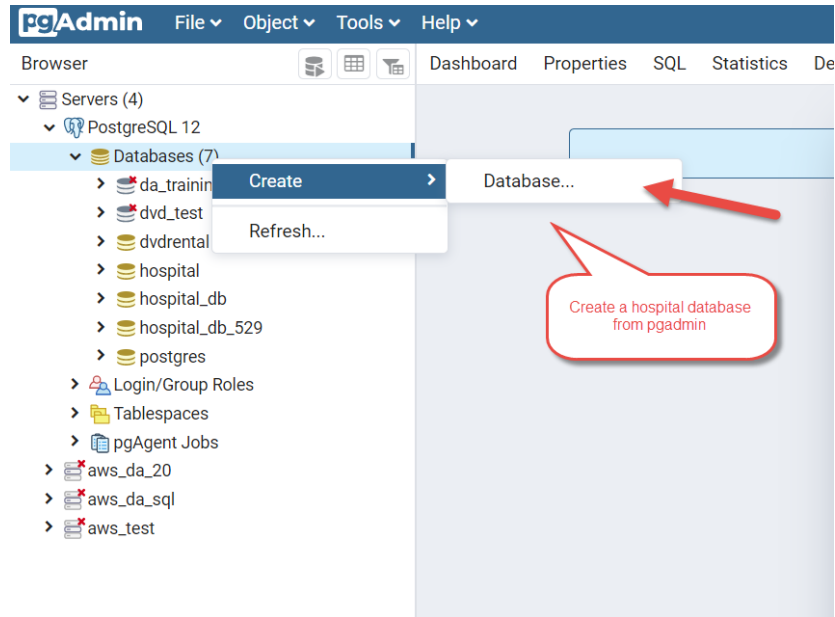 pgAdmin File Object Tools Help
Browser Dashboard Properties SQL Statistics De
Servers (4)
PostgreSQL 12
Databases (7)
da_trainin Create Database...
dvd_test
Refresh...
dvdrental
hospital
hospital_db
Create a hospital database
from pgadmin
hospital_db_529
postgres
Login/Group Roles
Tablespaces
pgAgent Jobs
aws_da_20
aws_da_sql
aws_test